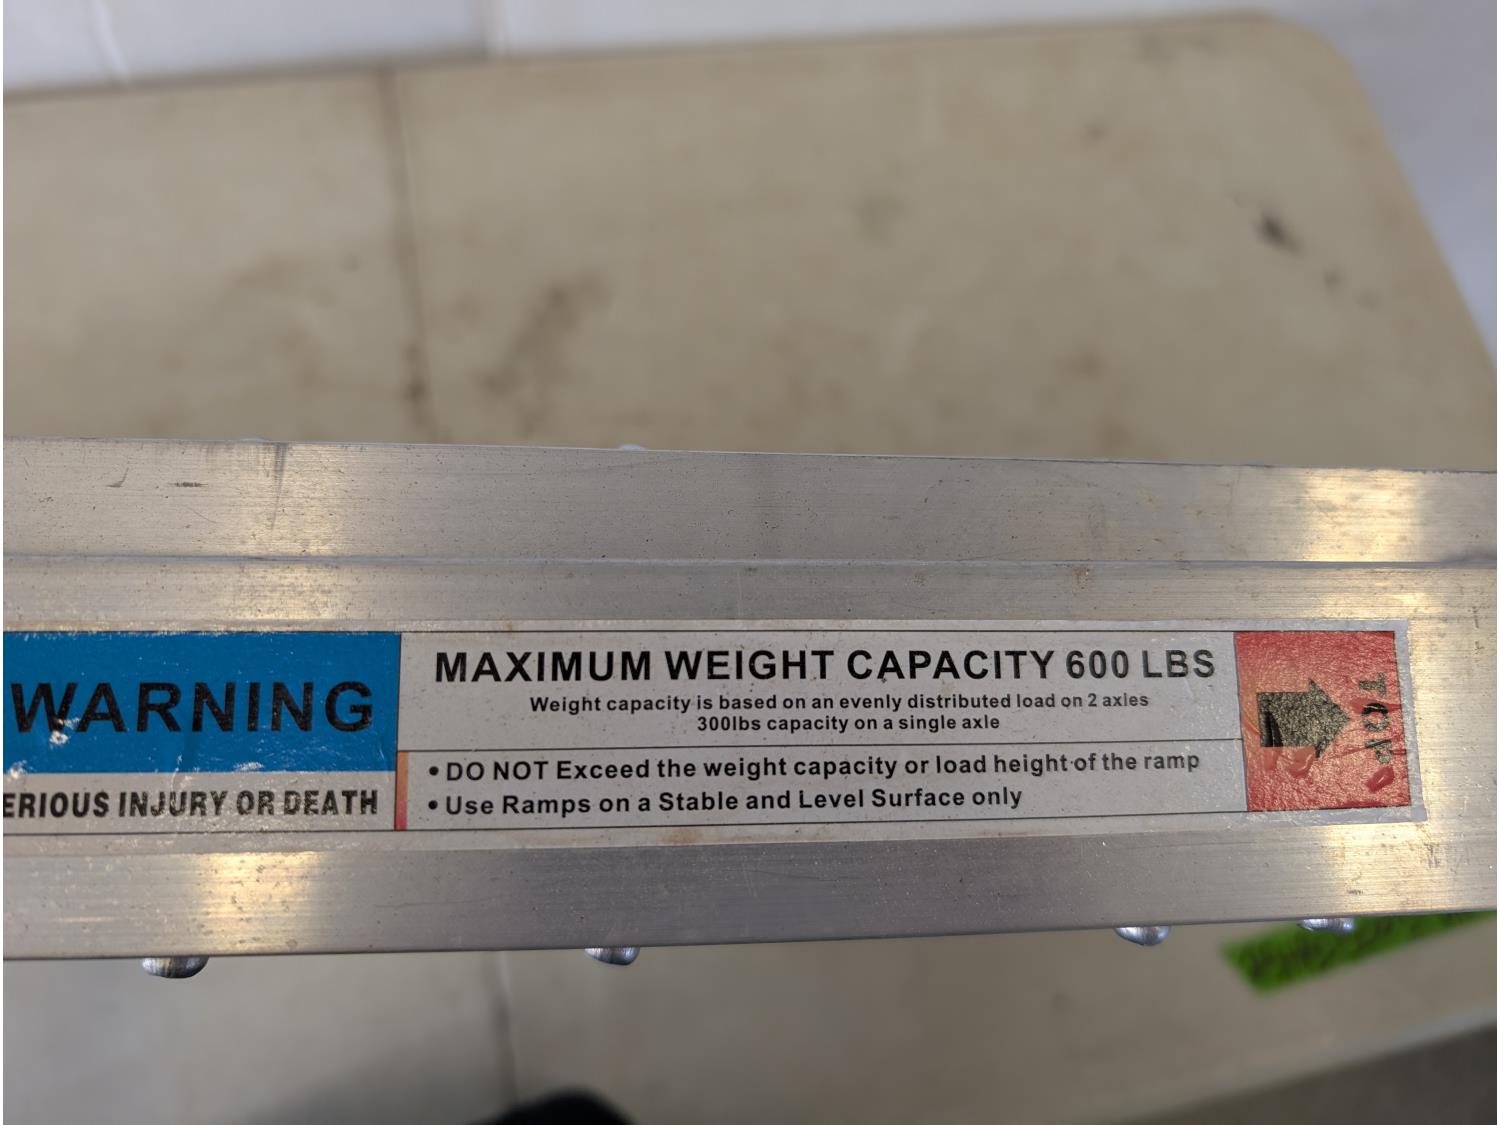 WARNING
ERIOUS INJURY OR DEATH
MAXIMUM WEIGHT CAPACITY 600 LBS
Weight capacity is based on an evenly distributed load on 2 axles
300lbs capacity on a single axle
• DO NOT Exceed the weight capacity or load height of the ramp
• Use Ramps on a Stable and Level Surface only
TOP